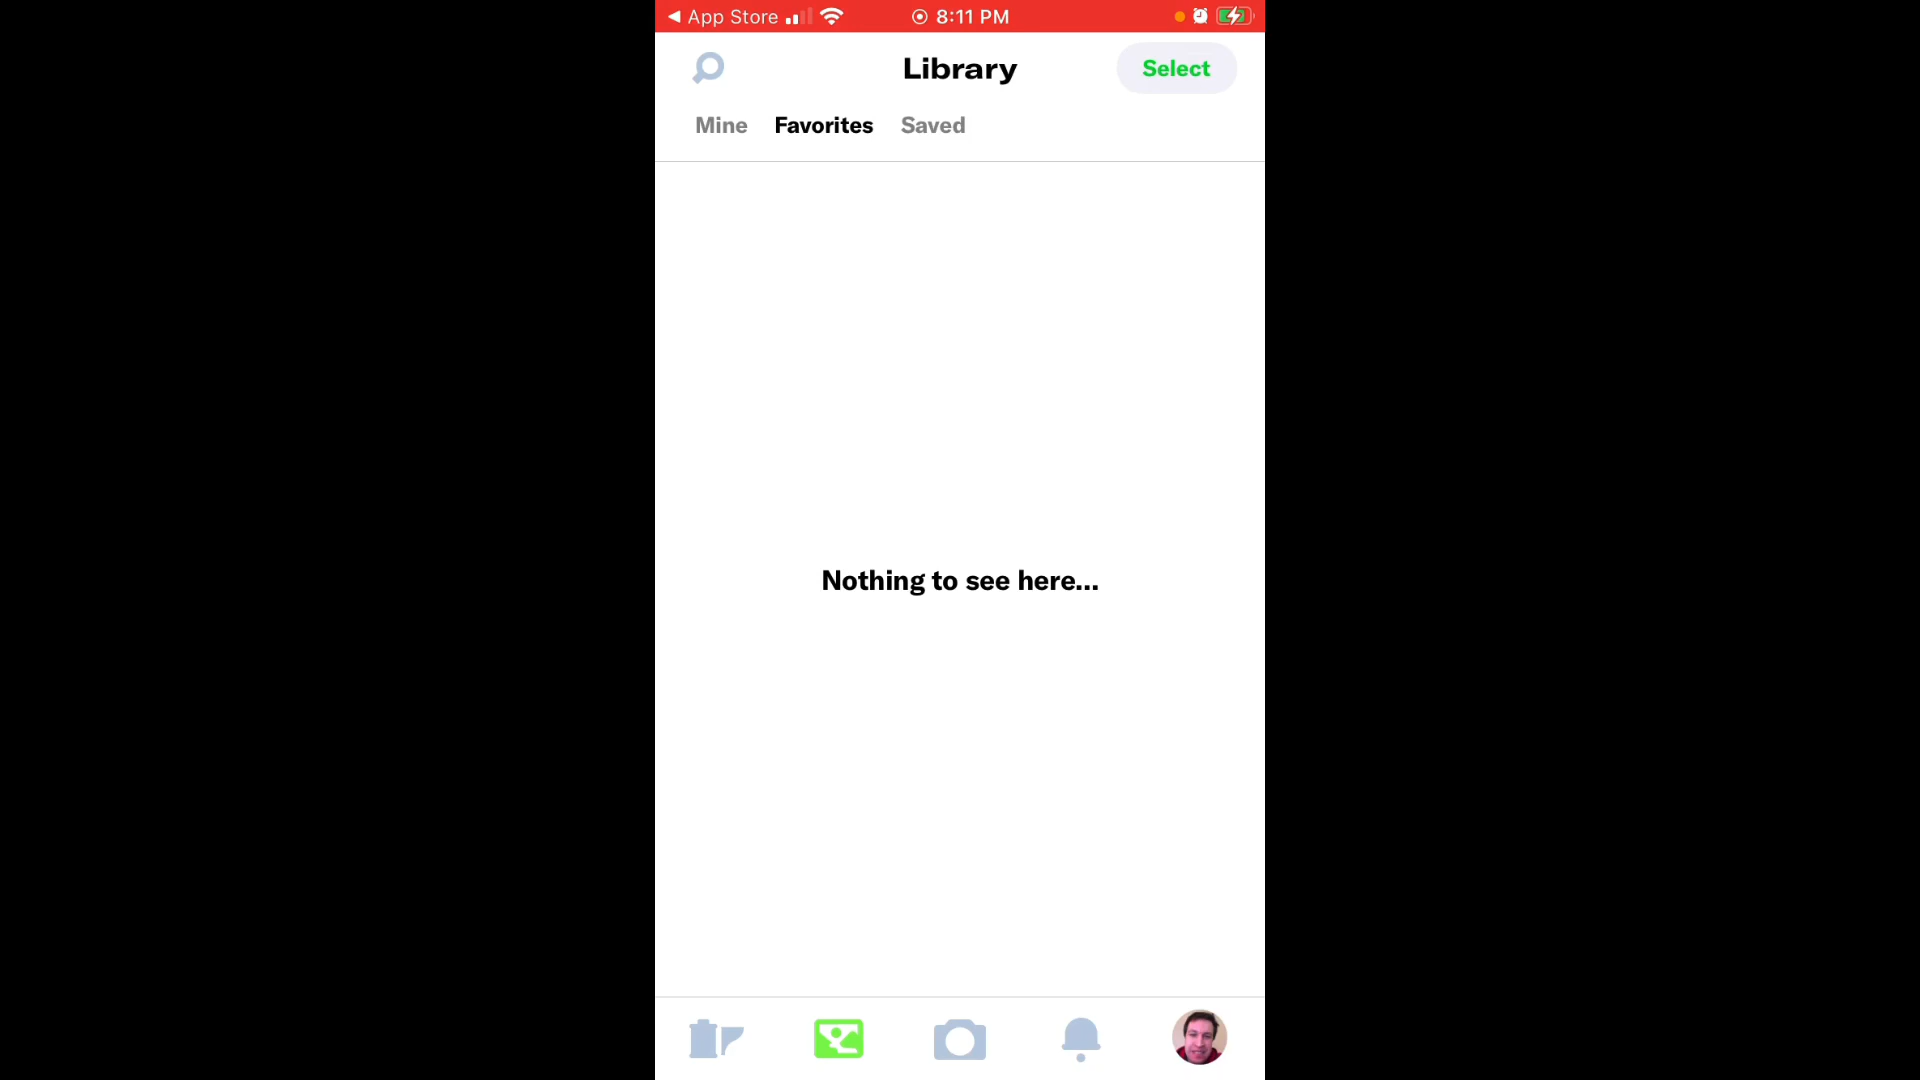 App Store
8:11 PM
Library
Select
Mine Favorites Saved
Nothing to see here...